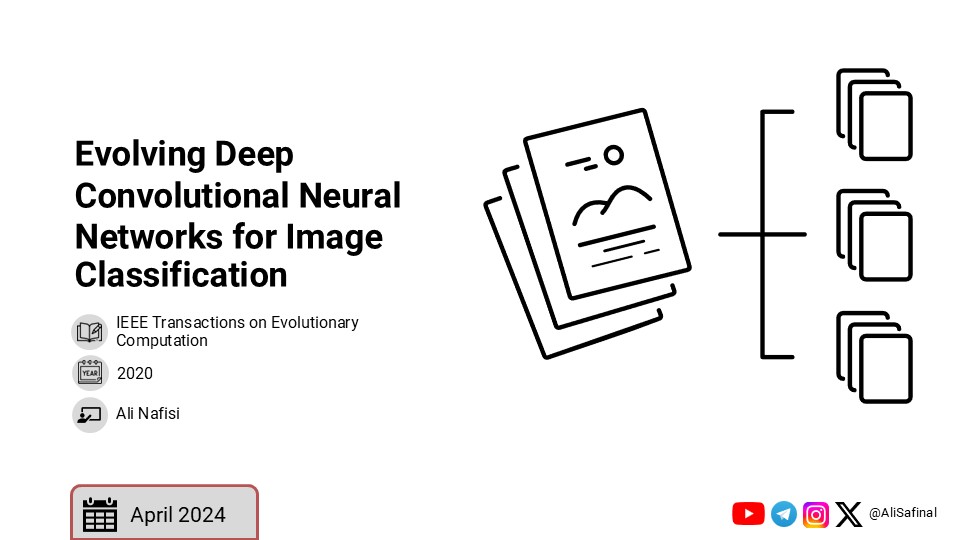 Evolving Deep
Convolutional Neural
Networks for Image
Classification
IEEE Transactions on Evolutionary
Computation
YEAR
2020
Ali Nafisi
April 2024
@AliSafinal